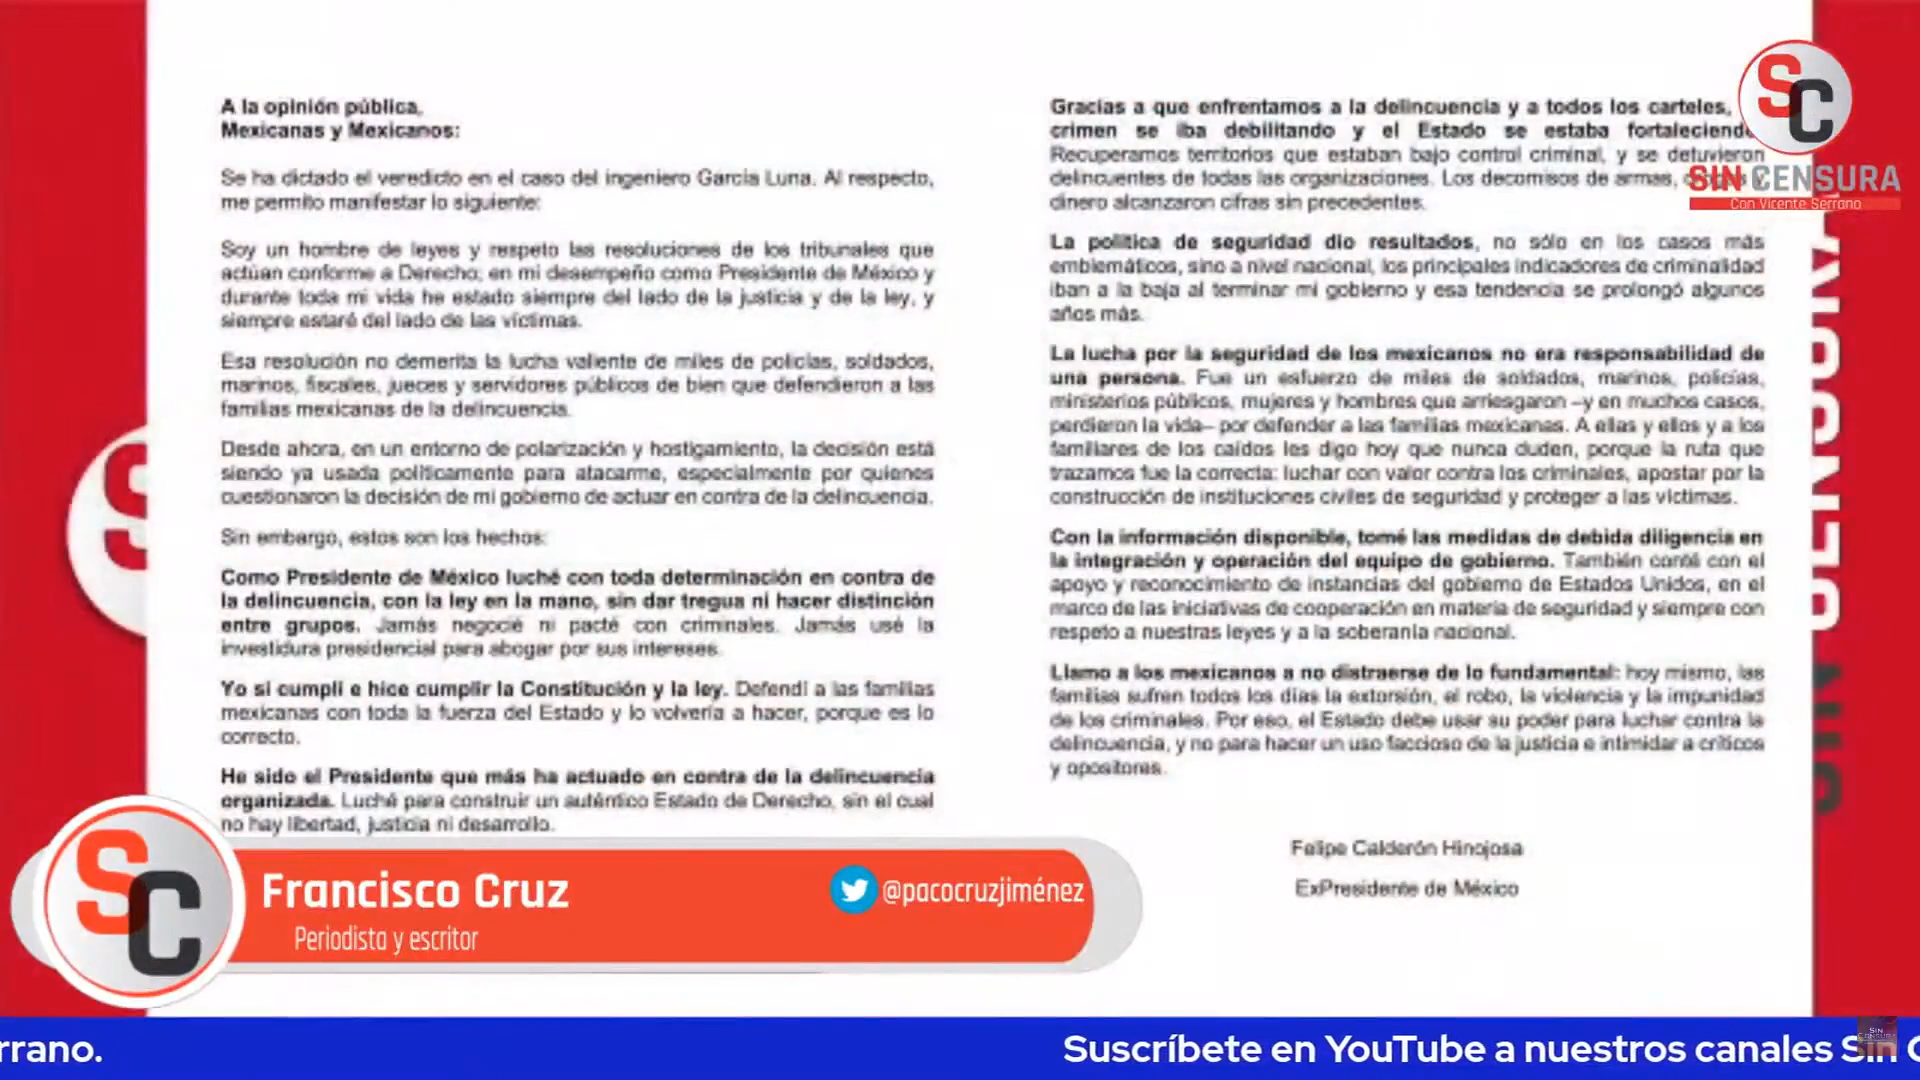 A la opinión pública,
Mexicanas y Mexicanos:
Se ha dictado el veredicto en el caso del ingeniero García Luna. Al respecto,
me permito manifestar lo siguiente:
Soy un hombre de leyes y respeto las resoluciones de los tribunales que
actúan conforme a Derecho; en mi desempeño como Presidente de México y
durante toda mi vida he estado siempre del lado de la justicia y de la ley, y
siempre estaré del lado de las víctimas.
Esa resolución no demerita la lucha valiente de miles de policías, soldados,
marinos, fiscales, jueces y servidores públicos de bien que defendieron a las
familias mexicanas de la delincuencia.
Desde ahora, en un entorno de polarización y hostigamiento, la decisión está
siendo ya usada políticamente para atacarme, especialmente por quienes
cuestionaron la decisión de mi gobierno de actuar en contra de la delincuencia.
Sin embargo, estos son los hechos:
Como Presidente de México luché con toda determinación en contra de
la delincuencia, con la ley en la mano, sin dar tregua ni hacer distinción
entre grupos. Jamás negocié ni pacté con criminales. Jamás usé la
investidura presidencial para abogar por sus intereses.
Yo sí cumplí e hice cumplir la Constitución y la ley. Defendí a las familias
mexicanas con toda la fuerza del Estado y lo volvería a hacer, porque es lo
correcto.
He sido el Presidente que más ha actuado en contra de la delincuencia
organizada. Luché para construir un auténtico Estado de Derecho, sin el cual
no hay libertad, justicia ni desarrollo.
Gracias a que enfrentamos a la delincuencia y a todos los carteles,
crimen se iba debilitando y el Estado se estaba fortaleciendo.
Recuperamos territorios que estaban bajo control criminal, y se detuvieron
delincuentes de todas las organizaciones. Los decomisos de armas,
dinero alcanzaron cifras sin precedentes.
La política de seguridad dio resultados, no sólo en los casos más
emblemáticos, sino a nivel nacional, los principales indicadores de criminalidad
iban a la baja al terminar mi gobierno y esa tendencia se prolongó algunos
años más.
La lucha por la seguridad de los mexicanos no era responsabilidad de
una persona. Fue un esfuerzo de miles de soldados, marinos, policías,
ministerios públicos, mujeres y hombres que arriesgaron –y en muchos casos,
perdieron la vida– por defender a las familias mexicanas. A ellas y ellos y a los
familiares de los caídos les digo hoy que nunca duden, porque la ruta que
trazamos fue la correcta: luchar con valor contra los criminales, apostar por la
construcción de instituciones civiles de seguridad y proteger a las víctimas.
Con la información disponible, tomé las medidas de debida diligencia en
la integración y operación del equipo de gobierno. También conté con el
apoyo y reconocimiento de instancias del gobierno de Estados Unidos, en el
marco de las iniciativas de cooperación en materia de seguridad y siempre con
respeto a nuestras leyes y a la soberanía nacional.
Llamo a los mexicanos a no distraerse de lo fundamental: hoy mismo, las
familias sufren todos los días la extorsión, el robo, la violencia y la impunidad
de los criminales. Por eso, el Estado debe usar su poder para luchar contra la
delincuencia, y no para hacer un uso faccioso de la justicia e intimidar a críticos
y opositores.
Felipe Calderón Hinojosa
ExPresidente de México
SC
SIN CENSURA
Con Vicente Serrano
SIN CENSURA
S
SC
Francisco Cruz
Periodista y escritor
@pacocruzjiménez
rrano.
Suscríbete en YouTube a nuestros canales Sin C